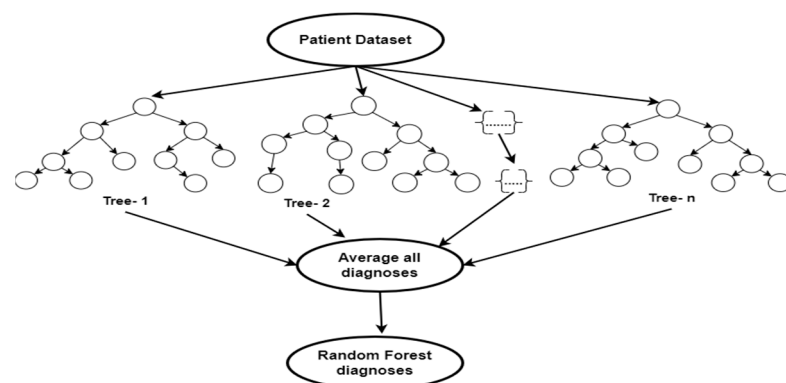 Patient Dataset
{......}
{.....}
Tree- 1
Tree- 2
Tree- n
Average all
diagnoses
Random Forest
diagnoses